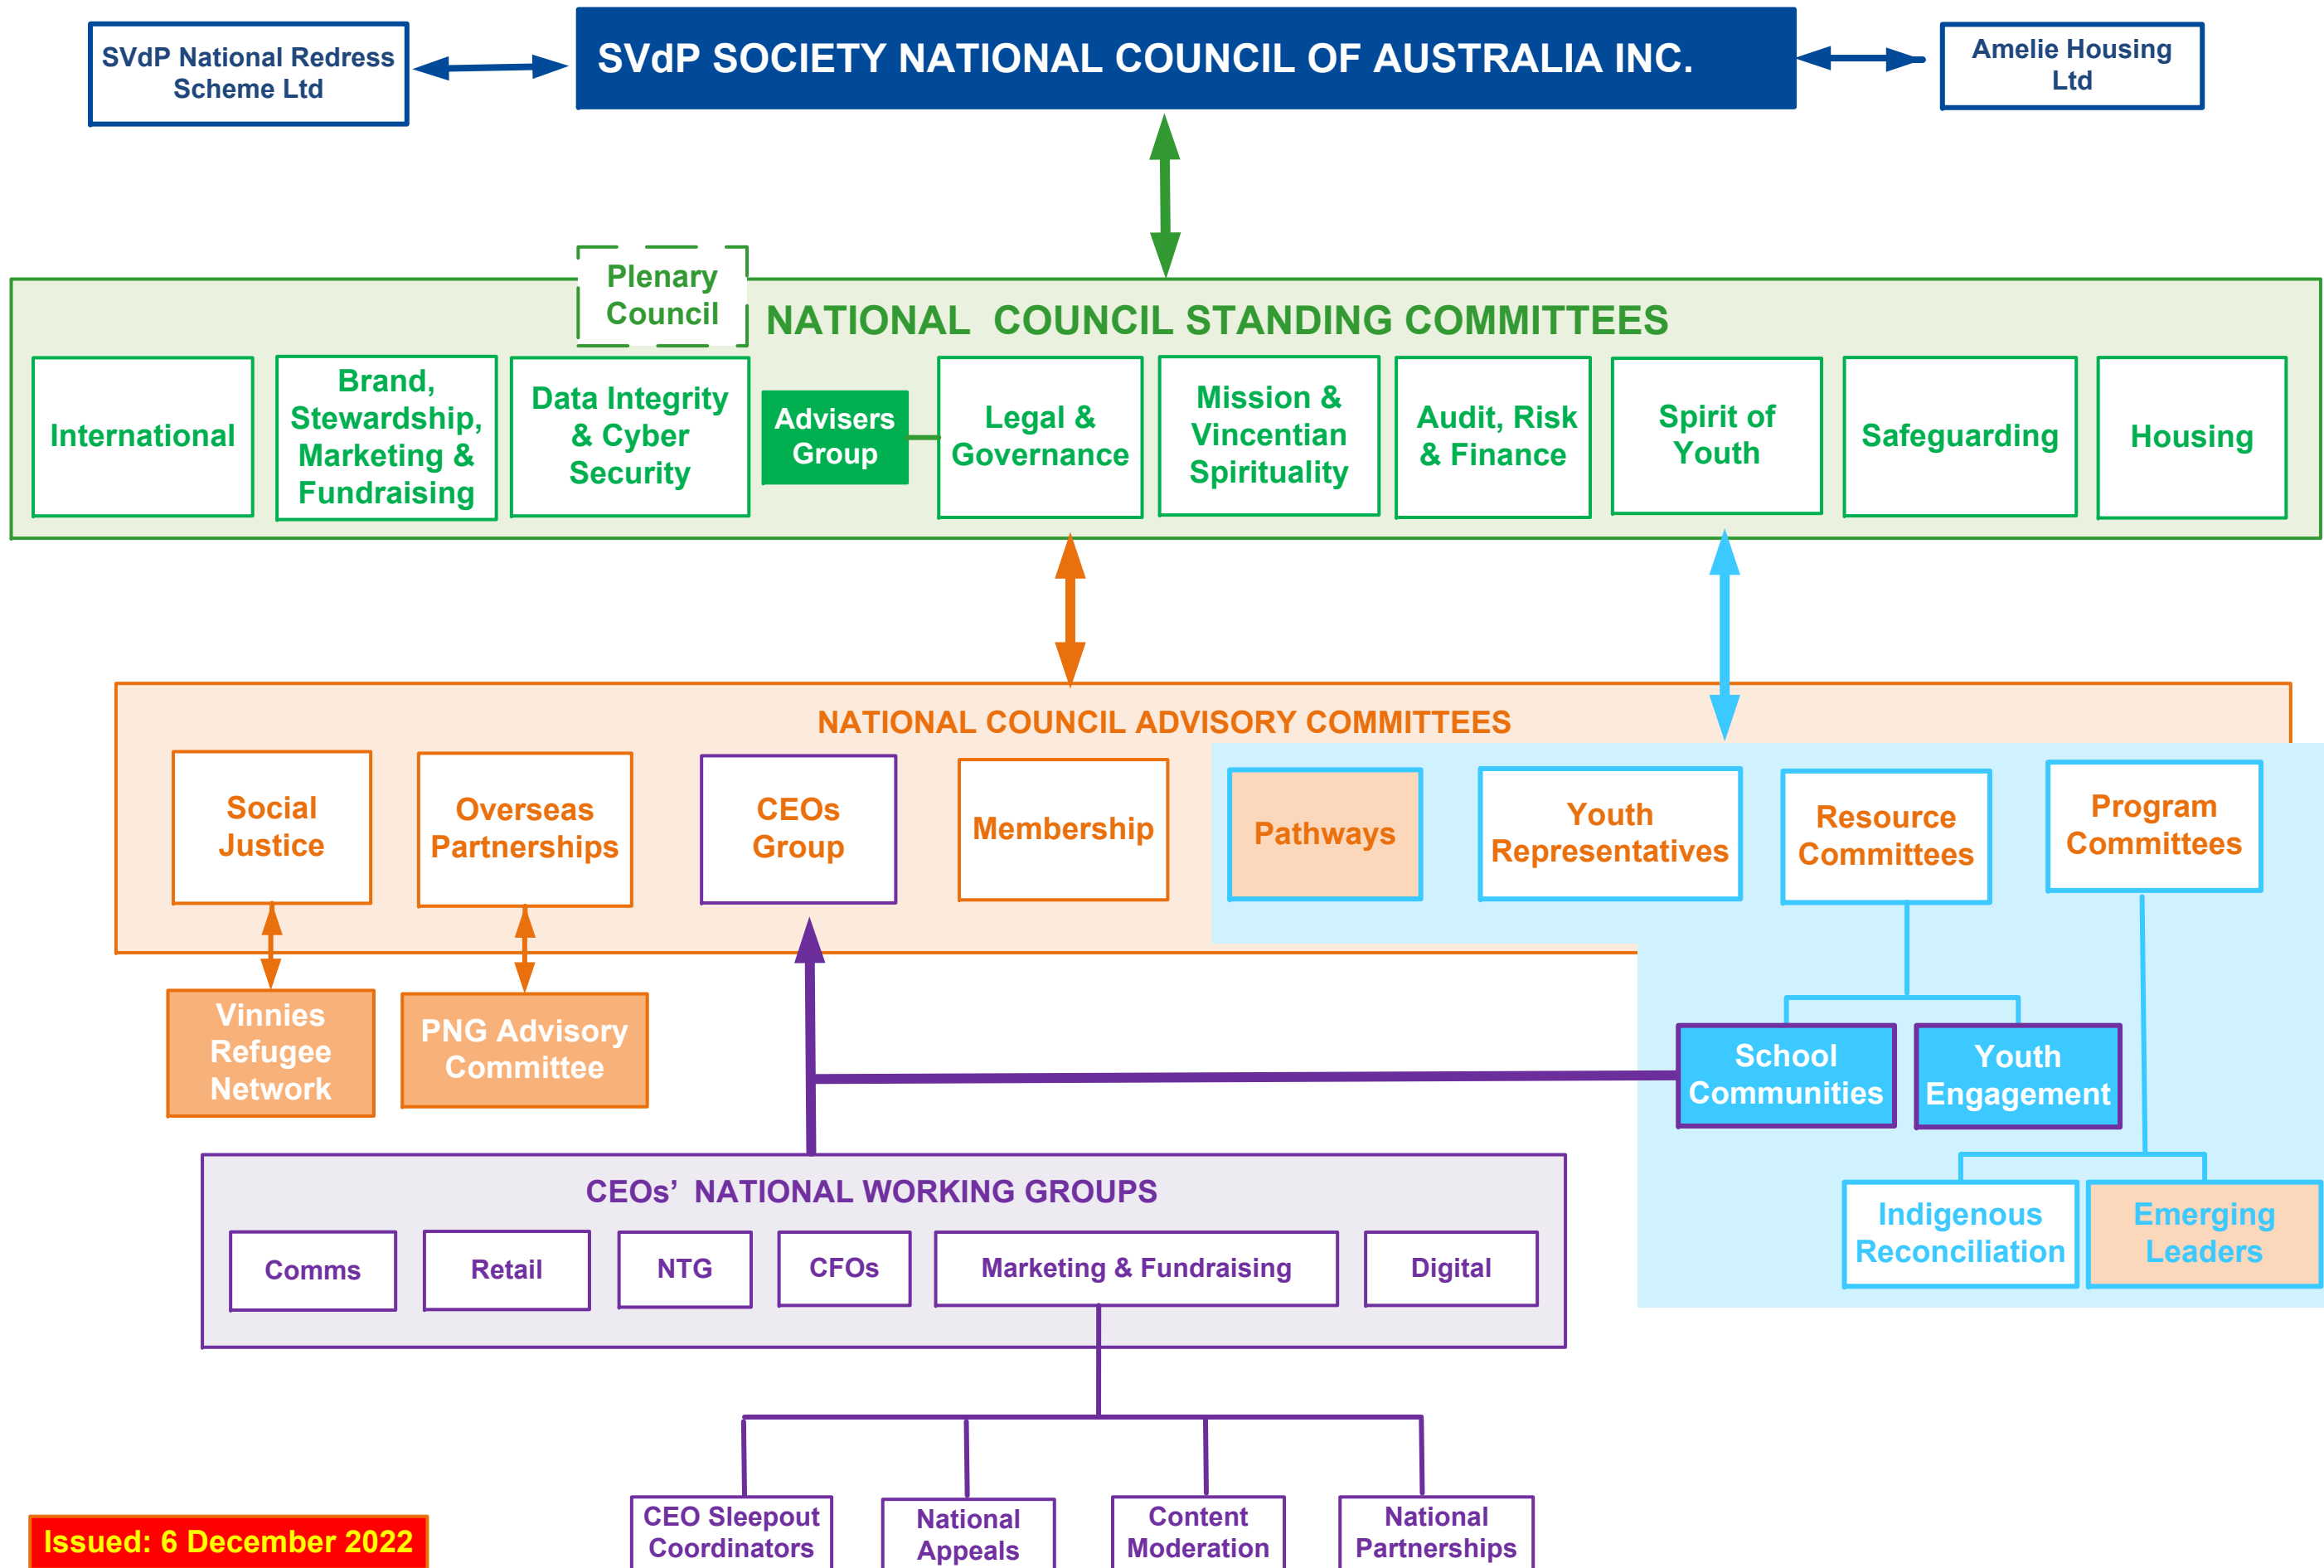 SVdP National Redress
Scheme Ltd
SVdP SOCIETY NATIONAL COUNCIL OF AUSTRALIA INC.
Amelie Housing
Ltd
Plenary
Council
NATIONAL COUNCIL STANDING COMMITTEES
International
Brand,
Stewardship,
Marketing &
Fundraising
Data Integrity
& Cyber
Security
Advisers
Group
Legal &
Governance
Mission &
Vincentian
Spirituality
Audit, Risk
& Finance
Spirit of
Youth
Safeguarding
Housing
NATIONAL COUNCIL ADVISORY COMMITTEES
Social
Justice
Overseas
Partnerships
CEOs
Group
Membership
Pathways
Youth
Representatives
Resource
Committees
Program
Committees
Vinnies
Refugee
Network
PNG Advisory
Committee
School
Communities
Youth
Engagement
Indigenous
Reconciliation
Emerging
Leaders
CEOs’ NATIONAL WORKING GROUPS
Comms
Retail
NTG
CFOs
Marketing & Fundraising
Digital
CEO Sleepout
Coordinators
National
Appeals
Content
Moderation
National
Partnerships
Issued: 6 December 2022